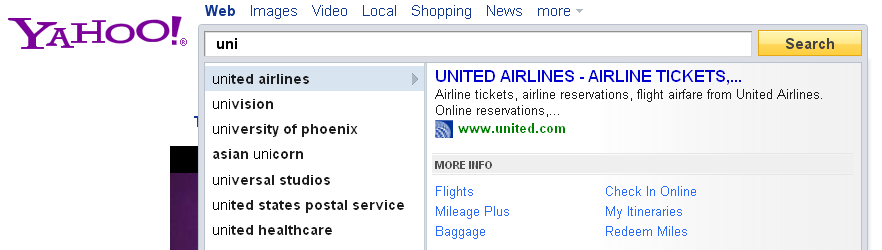 YAHOO!®
Web Images Video Local Shopping News more
uni
Search
united airlines
univision
university of phoenix
asian unicorn
universal studios
united states postal service
united healthcare
UNITED AIRLINES - AIRLINE TICKETS,...
Airline tickets, airline reservations, flight airfare from United Airlines.
Online reservations,...
www.united.com
MORE INFO
Flights Check In Online
Mileage Plus My Itineraries
Baggage Redeem Miles